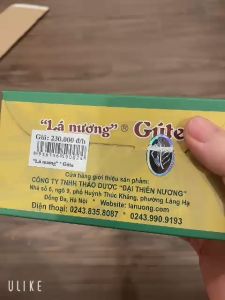 “Lá nương” ® Gúte
Giá: 230.000 đ/h
"Lá nương" - Gúte
Cửa hàng giới thiệu sản phẩm:
CÔNG TY TNHH THẢO DƯỢC “ĐẠI THIÊN NƯƠNG”
Nhà số 6, ngõ 9, phố Huỳnh Thúc Kháng, phường Láng Hạ
Đống Đa, Hà Nội * Website: lanuong.com
Điện thoại: 0243.835.8087 - 0243.990.9193
ULIKE